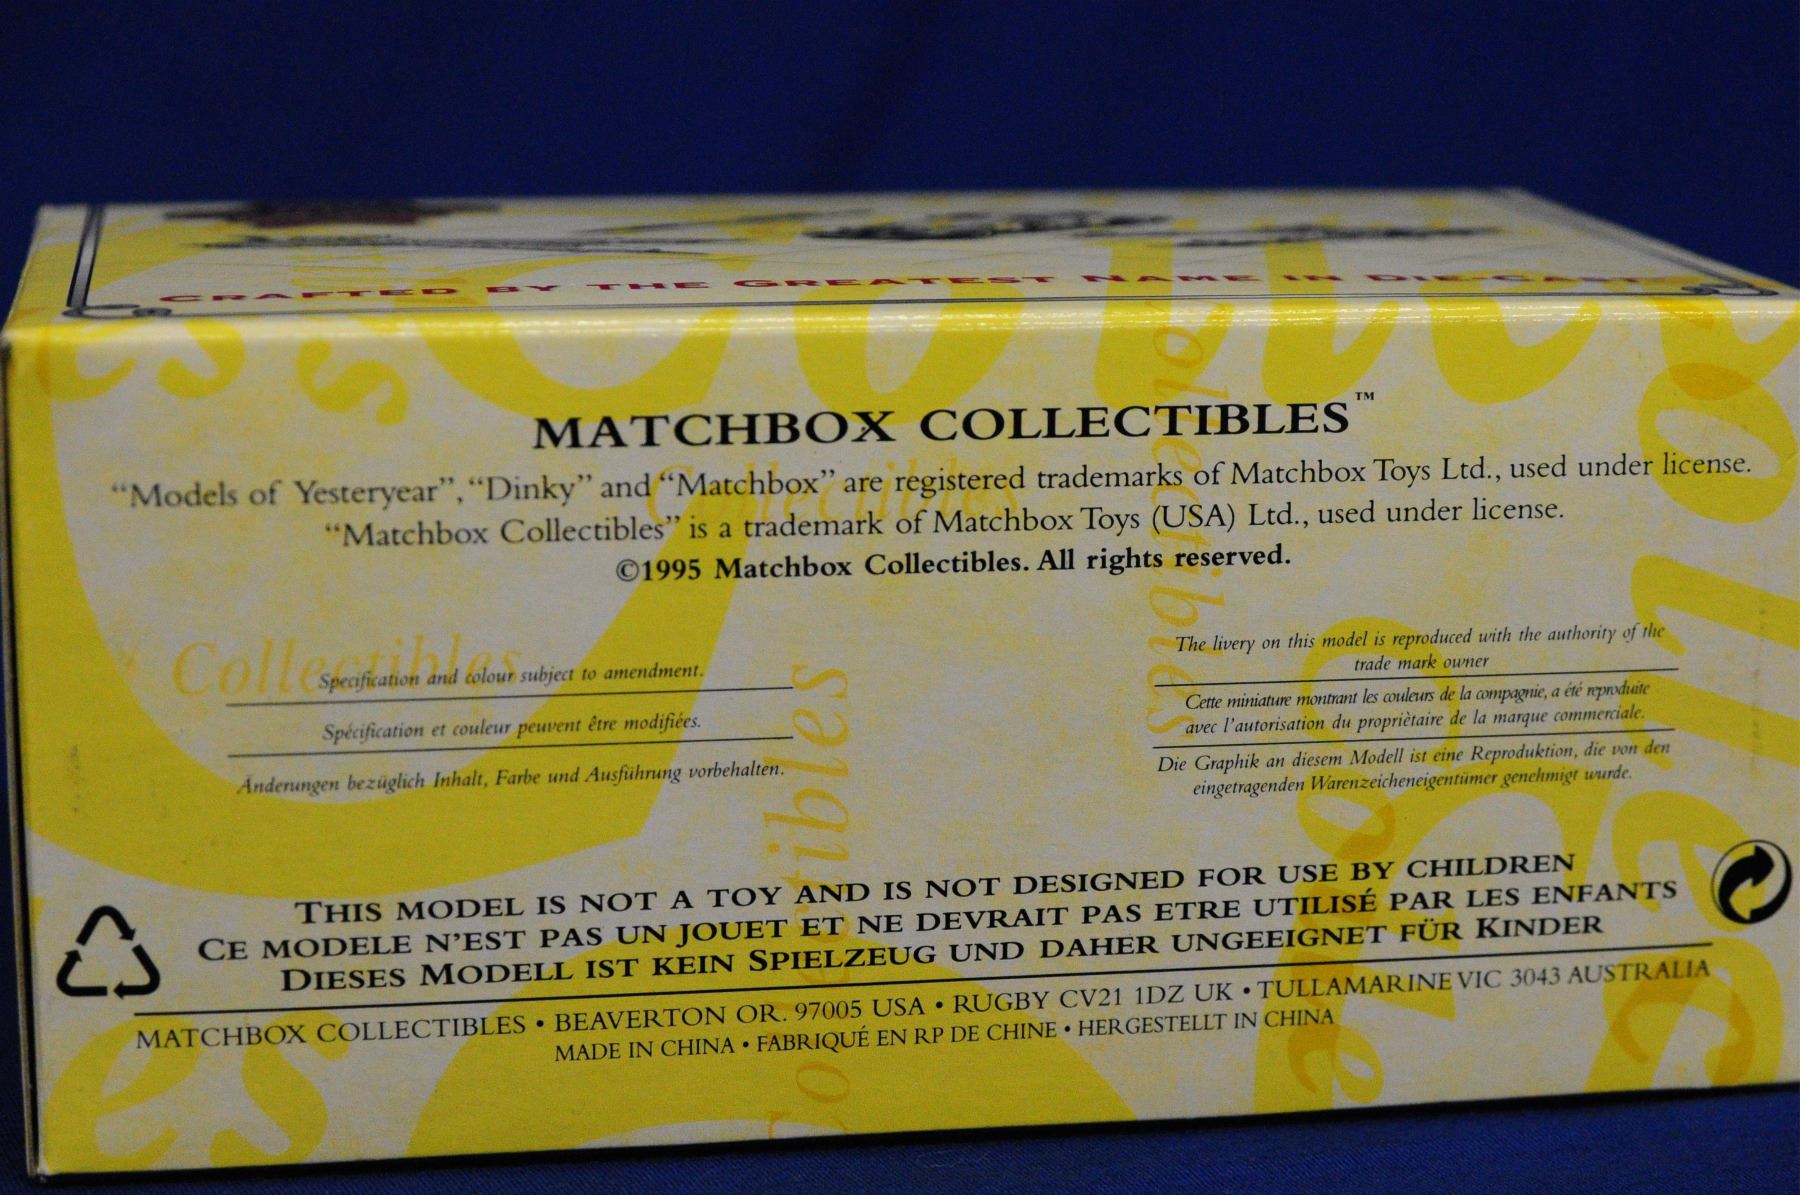 CRAFTED BY THE GREATEST NAME IN DIE-CAST
MATCHBOX COLLECTIBLES™
"Models of Yesteryear", "Dinky" and "Matchbox" are registered trademarks of Matchbox Toys Ltd., used under license.
"Matchbox Collectibles" is a trademark of Matchbox Toys (USA) Ltd., used under license.
©1995 Matchbox Collectibles. All rights reserved.
Collectibles
Collectibles
Collectibles
Collectibles
Specification and colour subject to amendment.
Spécification et couleur peuvent être modifiées.
Änderungen bezüglich Inhalt, Farbe und Ausführung vorbehalten.
The livery on this model is reproduced with the authority of the
trade mark owner
Cette miniature montrant les couleurs de la compagnie, a été reproduite
avec l'autorisation du propriètaire de la marque commerciale.
Die Graphik an diesem Modell ist eine Reproduktion, die von den
eingetragenden Warenzeicheneigentümer genehmigt wurde.
THIS MODEL IS NOT A TOY AND IS NOT DESIGNED FOR USE BY CHILDREN
CE MODELE N'EST PAS UN JOUET ET NE DEVRAIT PAS ETRE UTILISÉ PAR LES ENFANTS
DIESES MODELL IST KEIN SPIELZEUG UND DAHER UNGEEIGNET FÜR KINDER
MATCHBOX COLLECTIBLES • BEAVERTON OR. 97005 USA • RUGBY CV21 1DZ UK • TULLAMARINE VIC 3043 AUSTRALIA
MADE IN CHINA • FABRIQUÉ EN RP DE CHINE • HERGESTELLT IN CHINA